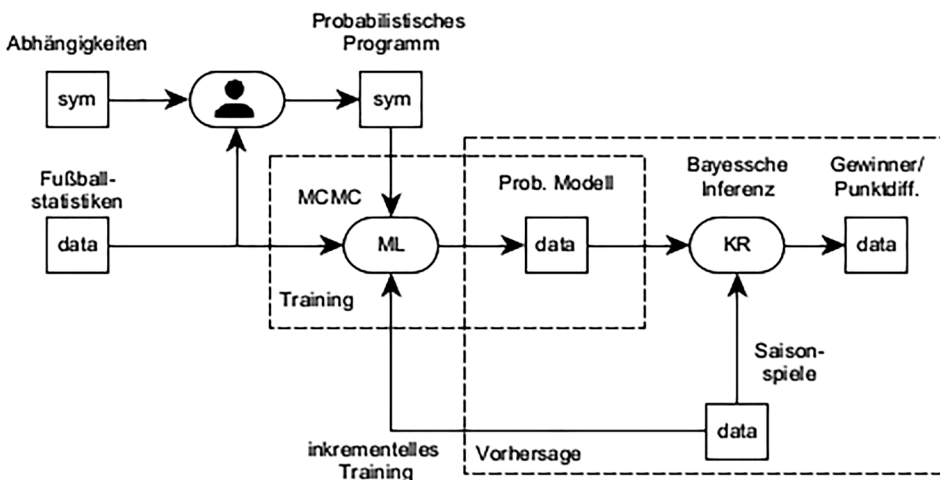 Abhängigkeiten
sym
Probabilistisches
Programm
sym
Fußball-
statistiken
data
MCMC
ML
Training
Prob. Modell
data
Bayessche
Inferenz
KR
Gewinner/
Punktdiff.
data
Saison-
spiele
data
inkrementelles
Training
Vorhersage